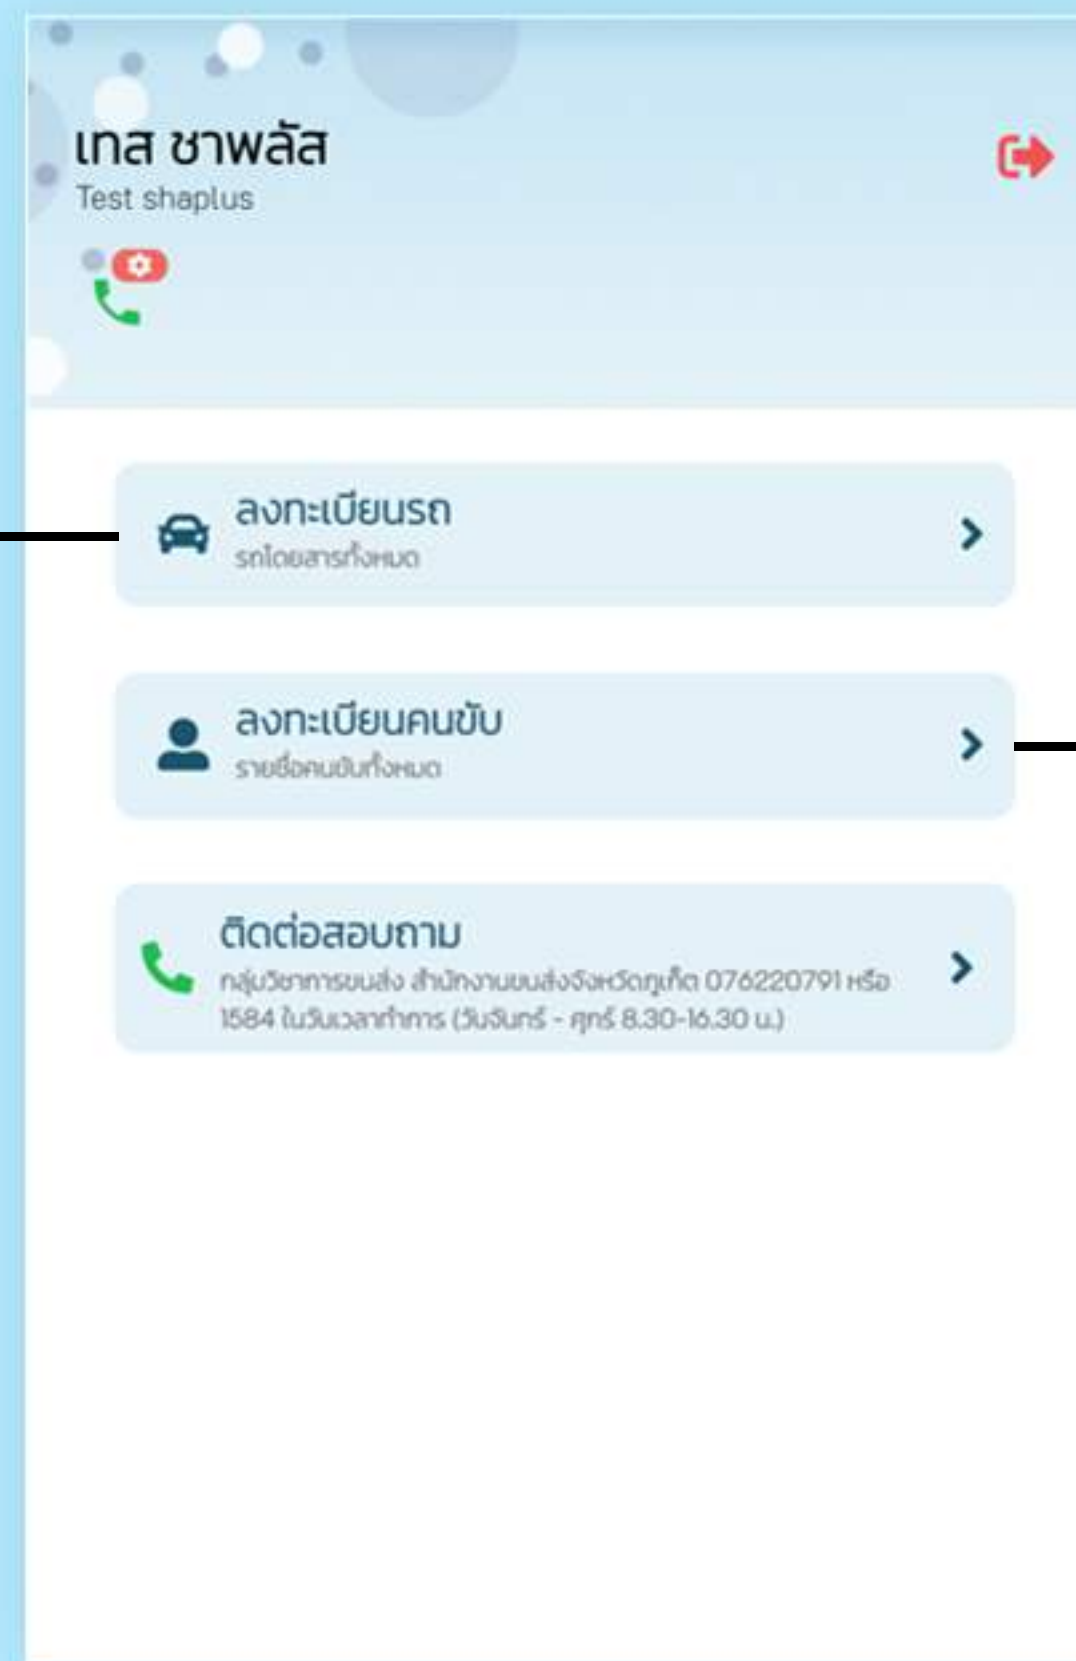 เทส ชาพลัส
Test shaplus
ลงทะเบียนรถ
รถโดยสารทั้งหมด
ลงทะเบียนคนขับ
รายชื่อคนขับทั้งหมด
ติดต่อสอบถาม
กลุ่มวิชาการขนส่ง สำนักงานขนส่งจังหวัดภูเก็ต 076220791 หรือ
1584 ในวันเวลาทำการ (วันจันทร์ - ศุกร์ 8.30-16.30 น.)